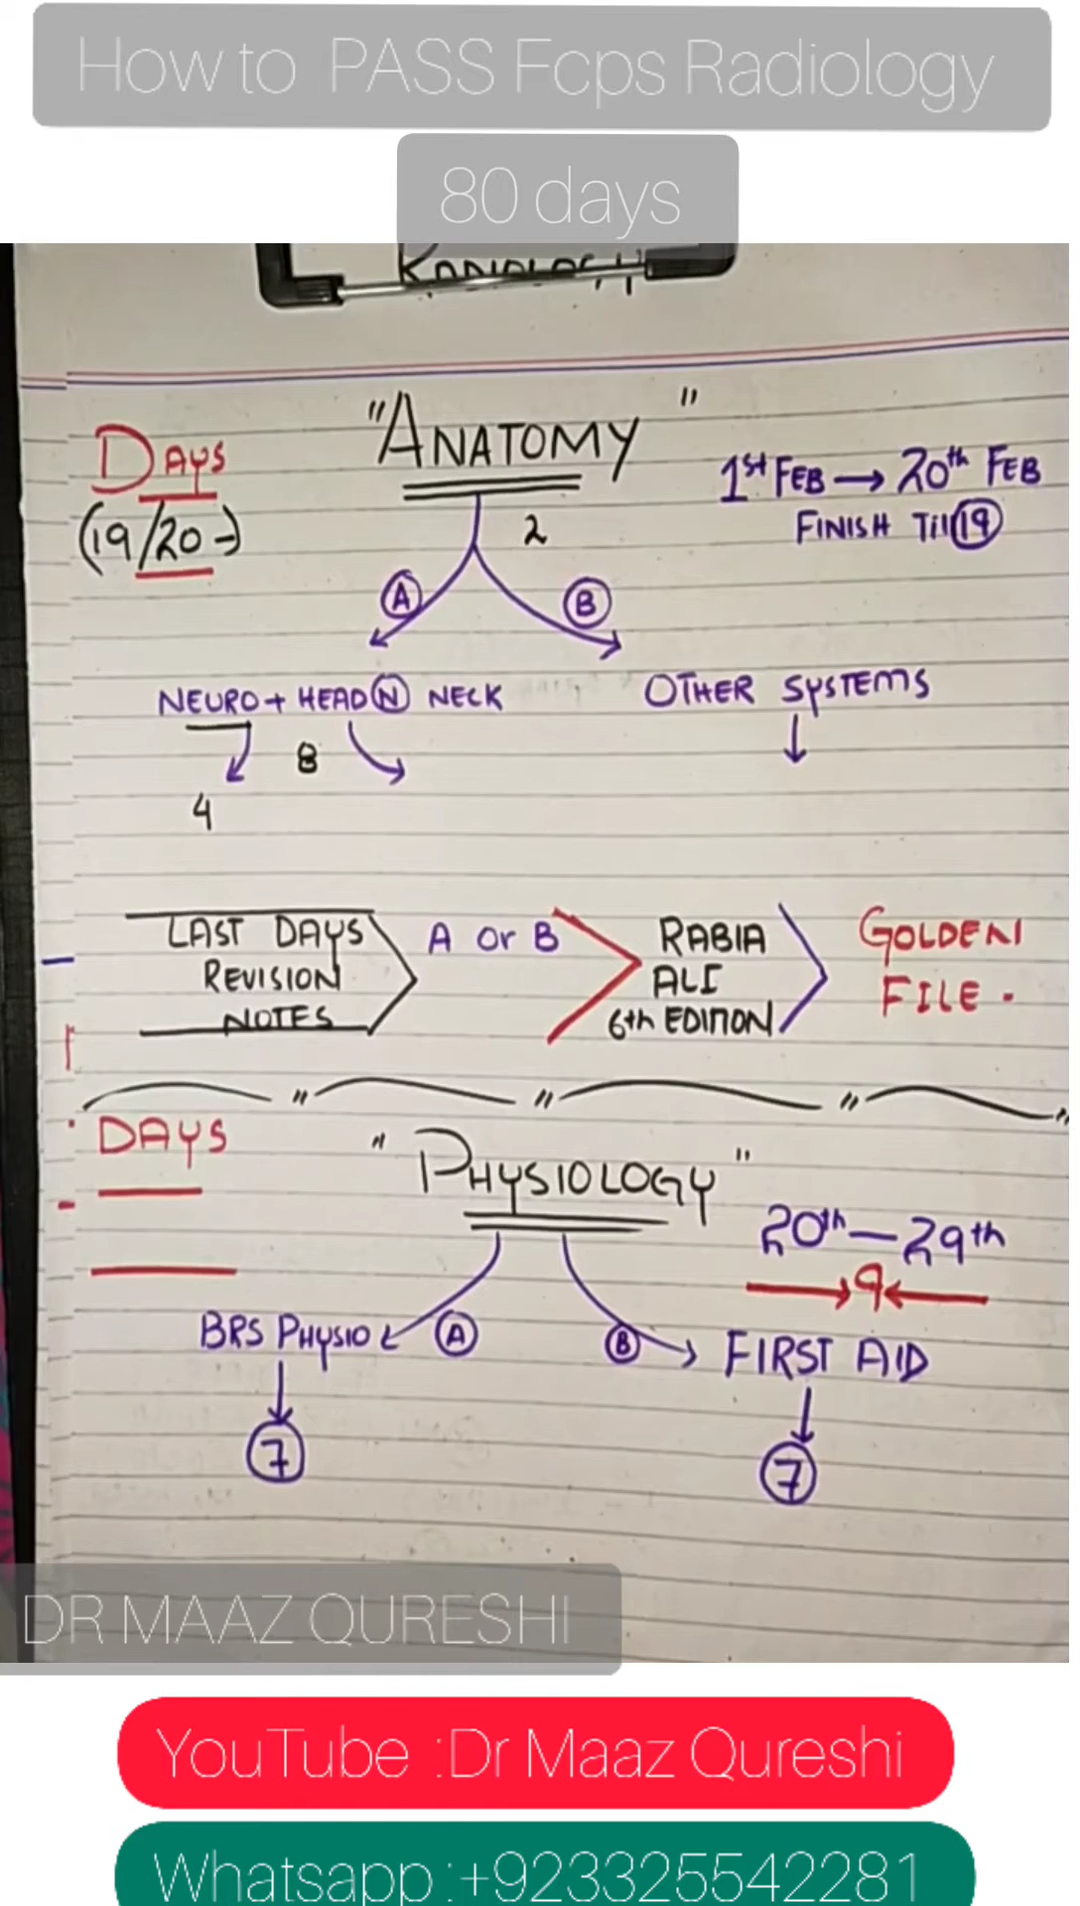 How to PASS Fcps Radiology
80 days
RADIOLOGY
"ANATOMY"
DAYS
(19/20-)
1st FEB → 20th FEB
FINISH Till 19
2
A
B
NEURO + HEAD N NECK
OTHER SYSTEMS
8
4
LAST DAYS
REVISION
NOTES
A or B
RABIA
ALI
6th EDITION
GOLDEN
FILE.
DAYS
"PHYSIOLOGY"
20th — 29th
→9←
BRS PHYSIO
A
B
FIRST AID
7
7
DR MAAZ QURESHI
YouTube :Dr Maaz Qureshi
Whatsapp :+923325542281